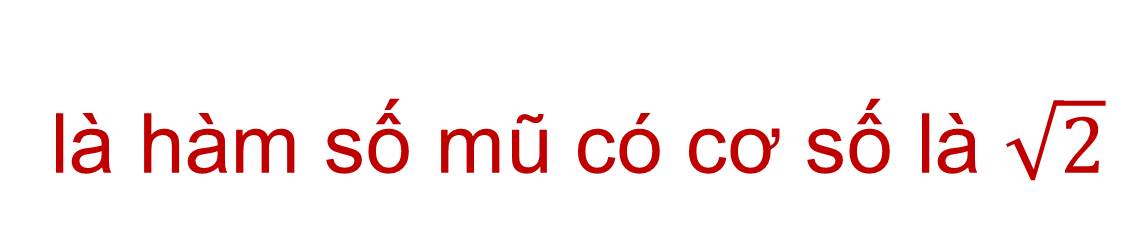 là hàm số mũ có cơ số là √2